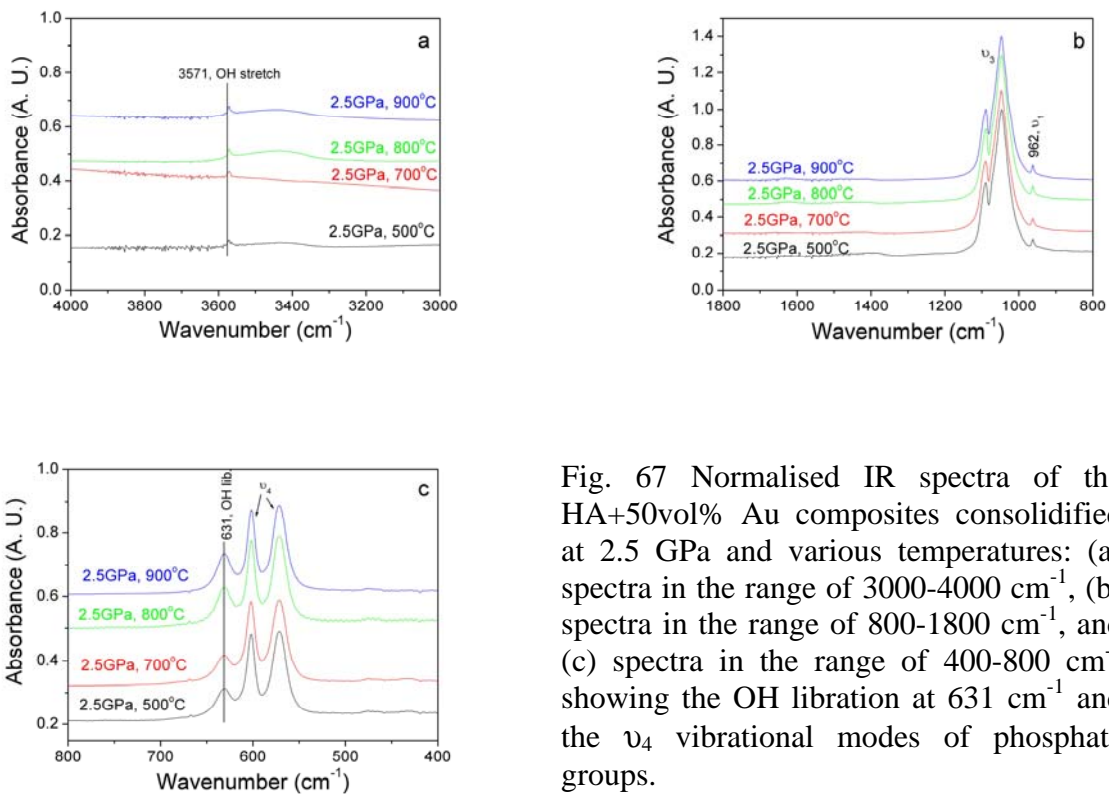 a
3571, OH stretch
2.5GPa, 900°C
2.5GPa, 800°C
2.5GPa, 700°C
2.5GPa, 500°C
Absorbance (A. U.)
1.0
0.8
0.6
0.4
0.2
0.0
4000 3800 3600 3400 3200 3000
Wavenumber (cm⁻¹)
b
υ₃
962, υ₁
2.5GPa, 900°C
2.5GPa, 800°C
2.5GPa, 700°C
2.5GPa, 500°C
Absorbance (A. U.)
1.4
1.2
1.0
0.8
0.6
0.4
0.2
0.0
1800 1600 1400 1200 1000 800
Wavenumber (cm⁻¹)
c
631, OH lib.
υ₄
2.5GPa, 900°C
2.5GPa, 800°C
2.5GPa, 700°C
2.5GPa, 500°C
Absorbance (A. U.)
1.0
0.8
0.6
0.4
0.2
800 700 600 500 400
Wavenumber (cm⁻¹)
Fig. 67 Normalised IR spectra of th
HA+50vol% Au composites consolidified
at 2.5 GPa and various temperatures: (a
spectra in the range of 3000-4000 cm⁻¹, (b
spectra in the range of 800-1800 cm⁻¹, and
(c) spectra in the range of 400-800 cm⁻
showing the OH libration at 631 cm⁻¹ and
the υ₄ vibrational modes of phosphat
groups.